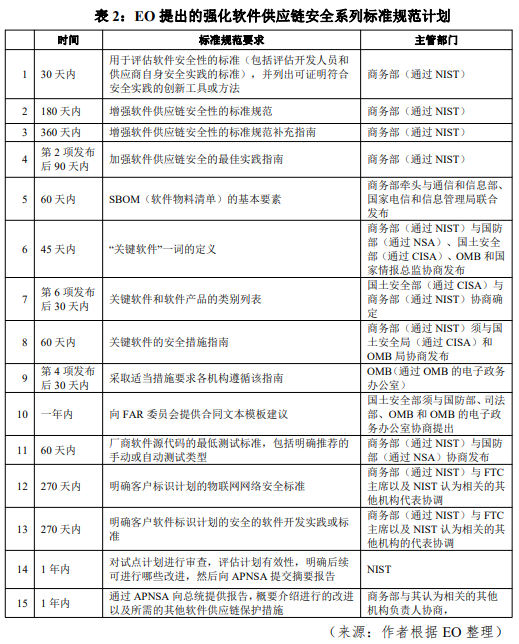 表 2：EO 提出的强化软件供应链安全系列标准规范计划
时间 标准规范要求 主管部门
1 30 天内 用于评估软件安全性的标准（包括评估开发人员和
供应商自身安全实践的标准），并列出可证明符合
安全实践的创新工具或方法 商务部（通过 NIST）
2 180 天内 增强软件供应链安全性的标准规范 商务部（通过 NIST）
3 360 天内 增强软件供应链安全性的标准规范补充指南 商务部（通过 NIST）
4 第 2 项发布
后 90 天内 加强软件供应链安全的最佳实践指南 商务部（通过 NIST）
5 60 天内 SBOM（软件物料清单）的基本要素 商务部牵头与通信和信息部、
国家电信和信息管理局联合
发布
6 45 天内 “关键软件”一词的定义 商务部（通过 NIST）与国防
部（通过 NSA）、国土安全
部（通过 CISA）、OMB 和国
家情报总监协商发布
7 第 6 项发布
后 30 天内 关键软件和软件产品的类别列表 国土安全部（通过 CISA）与
商务部（通过 NIST）协商确
定
8 60 天内 关键软件的安全措施指南 商务部（通过 NIST）须与国
土安全局（通过 CISA）和
OMB 局协商发布
9 第 4 项发布
后 30 天内 采取适当措施要求各机构遵循该指南 OMB（通过 OMB 的电子政务
办公室）
10 一年内 向 FAR 委员会提供合同文本模板建议 国土安全部须与国防部、司法
部、OMB 和 OMB 的电子政
务办公室协商提出
11 60 天内 厂商软件源代码的最低测试标准，包括明确推荐的
手动或自动测试类型 商务部（通过 NIST）与国防
部（通过 NSA）协商发布
12 270 天内 明确客户标识计划的物联网网络安全标准 商务部（通过 NIST）与 FTC
主席以及 NIST 认为相关的其
他机构代表协调
13 270 天内 明确客户软件标识计划的安全的软件开发实践或标
准 商务部（通过 NIST）与 FTC
主席以及 NIST 认为相关的其
他机构的代表协调
14 1 年内 对试点计划进行审查，评估计划有效性，明确后续
可进行哪些改进，然后向 APNSA 提交摘要报告 NIST
15 1 年内 通过 APNSA 向总统提供报告，概要介绍进行的改进
以及所需的其他软件供应链保护措施 商务部与其认为相关的其他
机构负责人协商，
（来源：作者根据 EO 整理）